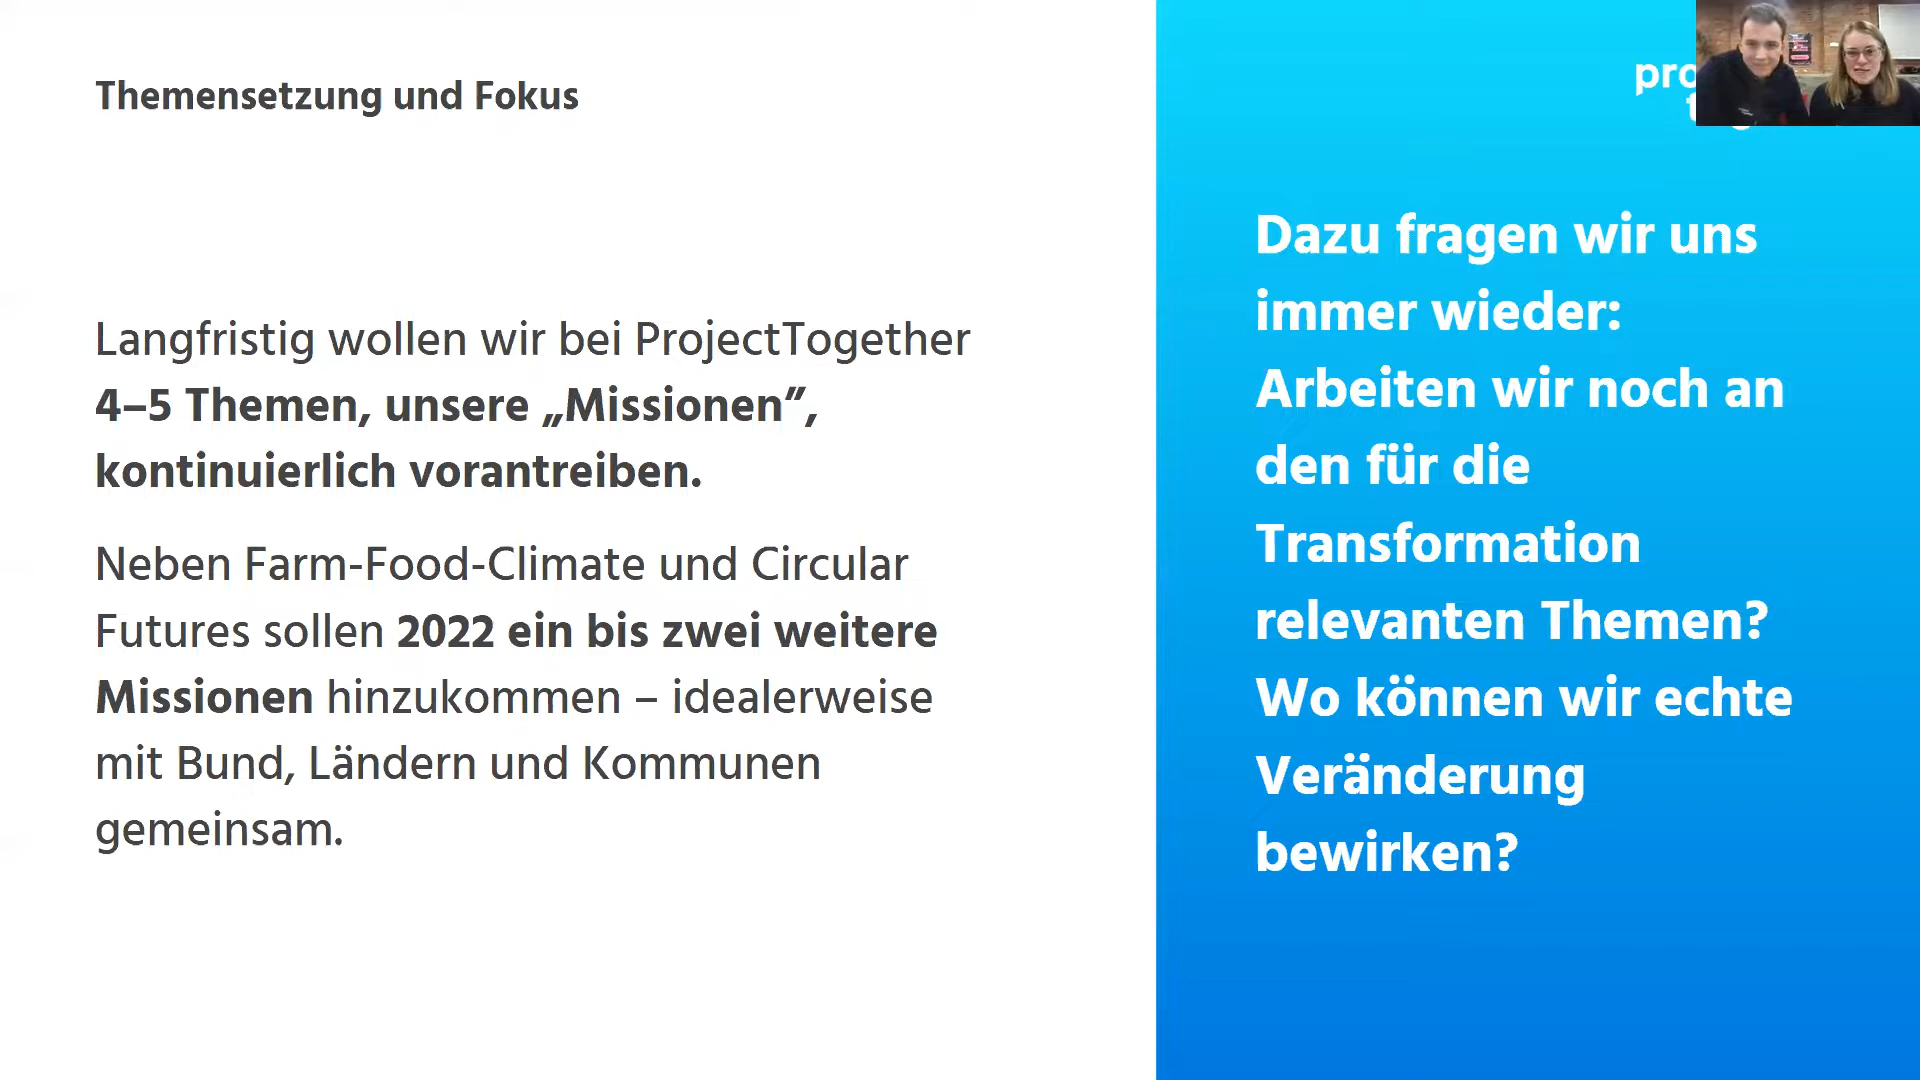 Themensetzung und Fokus
Langfristig wollen wir bei ProjectTogether
4–5 Themen, unsere „Missionen”,
kontinuierlich vorantreiben.
Neben Farm-Food-Climate und Circular
Futures sollen 2022 ein bis zwei weitere
Missionen hinzukommen – idealerweise
mit Bund, Ländern und Kommunen
gemeinsam.
Dazu fragen wir uns
immer wieder:
Arbeiten wir noch an
den für die
Transformation
relevanten Themen?
Wo können wir echte
Veränderung
bewirken?